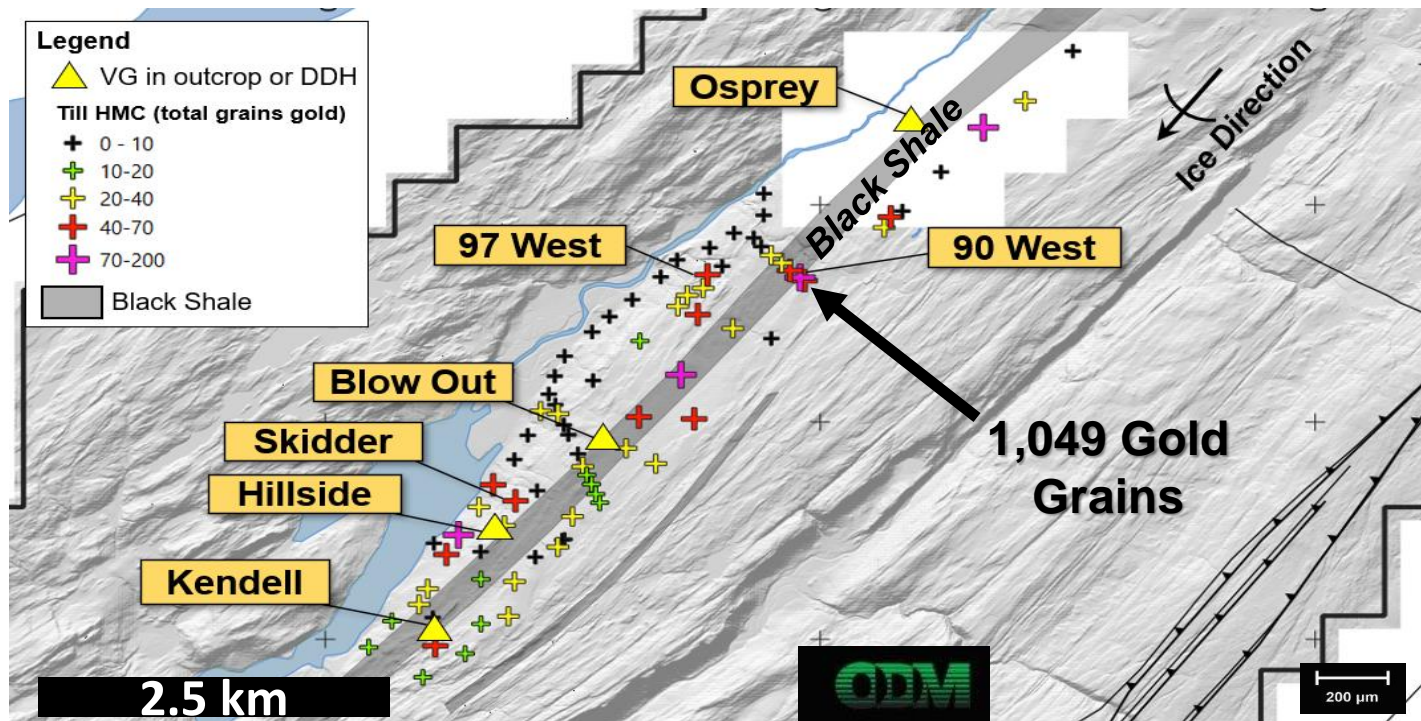 Legend
VG in outcrop or DDH
Till HMC (total grains gold)
0 - 10
10-20
20-40
40-70
70-200
Black Shale
Osprey
Black Shale
Ice Direction
97 West
90 West
Blow Out
1,049 Gold
Grains
Skidder
Hillside
Kendell
2.5 km
ODM
200 µm